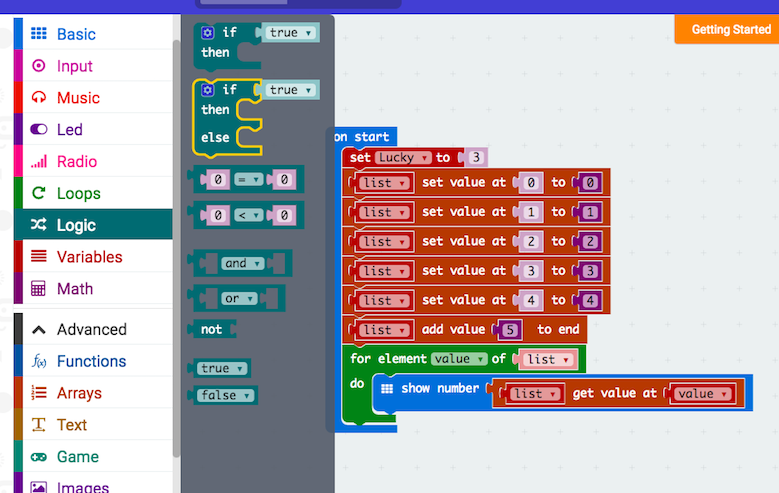 Getting Started
Basic
Input
Music
Led
Radio
Loops
Logic
Variables
Math
Advanced
Functions
Arrays
Text
Game
Images
if true
then
if true
then
else
0 = 0
0 < 0
and
or
not
true
false
on start
set Lucky to 3
list set value at 0 to 0
list set value at 1 to 1
list set value at 2 to 2
list set value at 3 to 3
list set value at 4 to 4
list add value 5 to end
for element value of list
do show number list get value at value